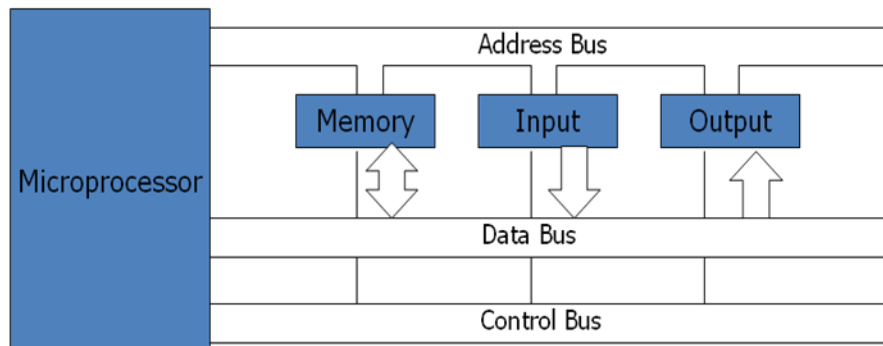 Address Bus
Memory
Input
Output
Microprocessor
Data Bus
Control Bus